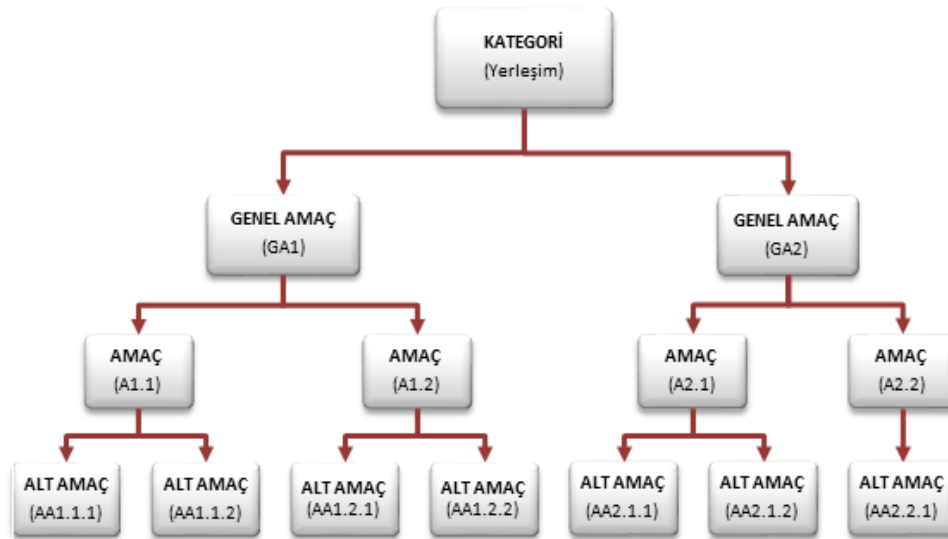 KATEGORİ
(Yerleşim)
GENEL AMAÇ
(GA1)
GENEL AMAÇ
(GA2)
AMAÇ
(A1.1)
AMAÇ
(A1.2)
AMAÇ
(A2.1)
AMAÇ
(A2.2)
ALT AMAÇ
(AA1.1.1)
ALT AMAÇ
(AA1.1.2)
ALT AMAÇ
(AA1.2.1)
ALT AMAÇ
(AA1.2.2)
ALT AMAÇ
(AA2.1.1)
ALT AMAÇ
(AA2.1.2)
ALT AMAÇ
(AA2.2.1)